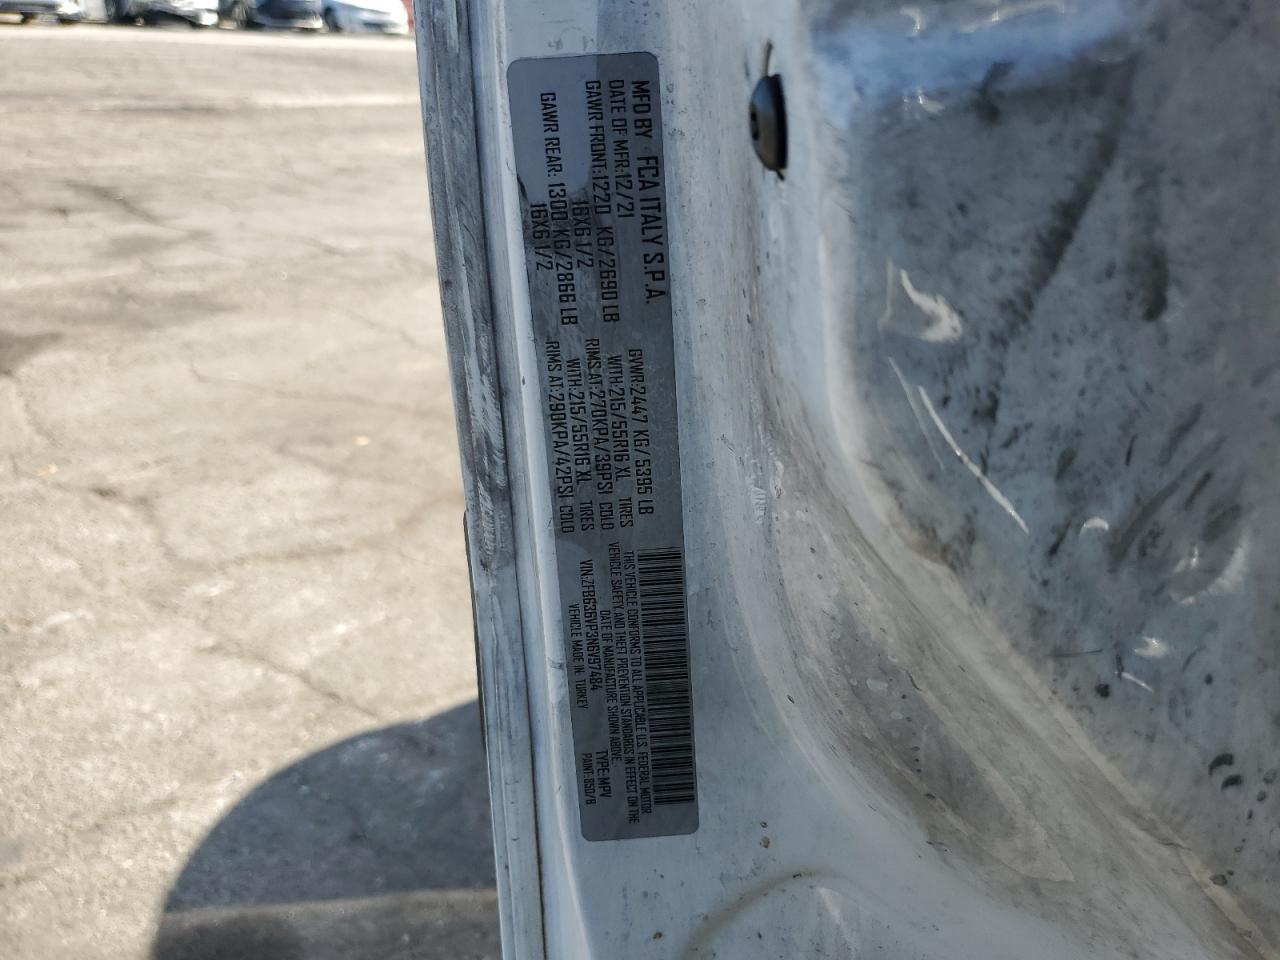 MFD BY FCA ITALY S.P.A.
DATE OF MFR:12/21 GVWR:2447 KG/5395 LB
GAWR FRONT:1220 KG/2690 LB WITH:215/55R16 XL TIRES
16X6 1/2 RIMS AT:270KPA/39PSI COLD
GAWR REAR: 1300 KG/2866 LB WITH:215/55R16 XL TIRES
16X6 1/2 RIMS AT:290KPA/42PSI COLD
THIS VEHICLE CONFORMS TO ALL APPLICABLE U.S. FEDERAL MOTOR
VEHICLE SAFETY, AND THEFT PREVENTION STANDARDS IN EFFECT ON THE
DATE OF MANUFACTURE SHOWN ABOVE.
VIN:ZFB636VP3N6V97484 TYPE:MPV
VEHICLE MADE IN: TURKEY PAINT:850/B